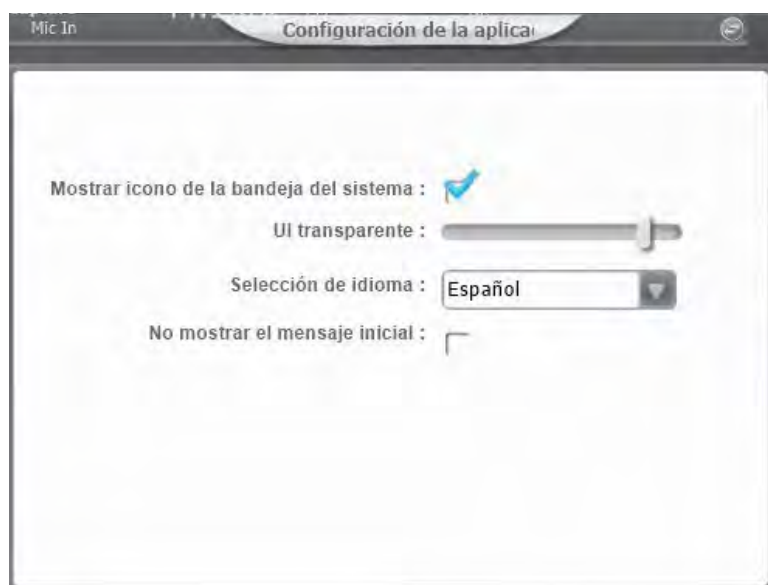 Mic In
Configuración de la aplica
Mostrar icono de la bandeja del sistema :
UI transparente :
Selección de idioma :
Español
No mostrar el mensaje inicial :